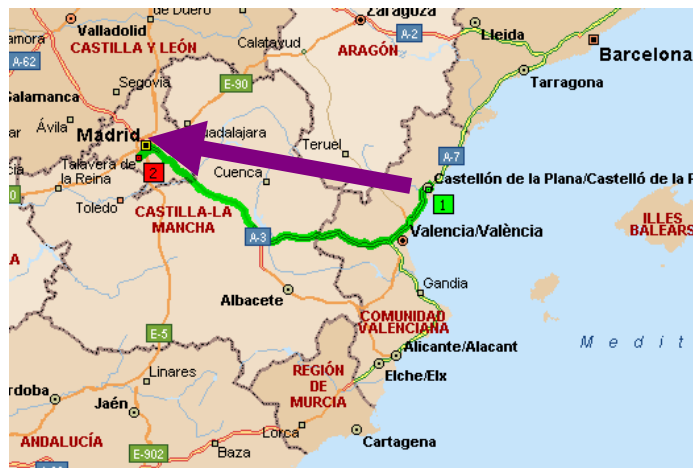 de Duero
Zaragoza
Valladolid
Lleida
amora
CASTILLA Y LEÓN
Calatayud
ARAGÓN
A-2
Barcelona
A-62
Segovia
E-90
Tarragona
Salamanca
Ávila
Madrid
Guadalajara
Teruel
A-7
Talavera de
la Reina
2
Cuenca
Castellón de la Plana/Castelló de la P
1
Toledo
CASTILLA-LA
MANCHA
ILLES
BALEARS
A-3
Valencia/València
Gandia
Albacete
COMUNIDAD
VALENCIANA
E-5
Medit
Alicante/Alacant
Linares
Elche/Elx
REGIÓN
DE
MURCIA
rdoba
Jaén
Lorca
Cartagena
ANDALUCÍA
E-902
Baza